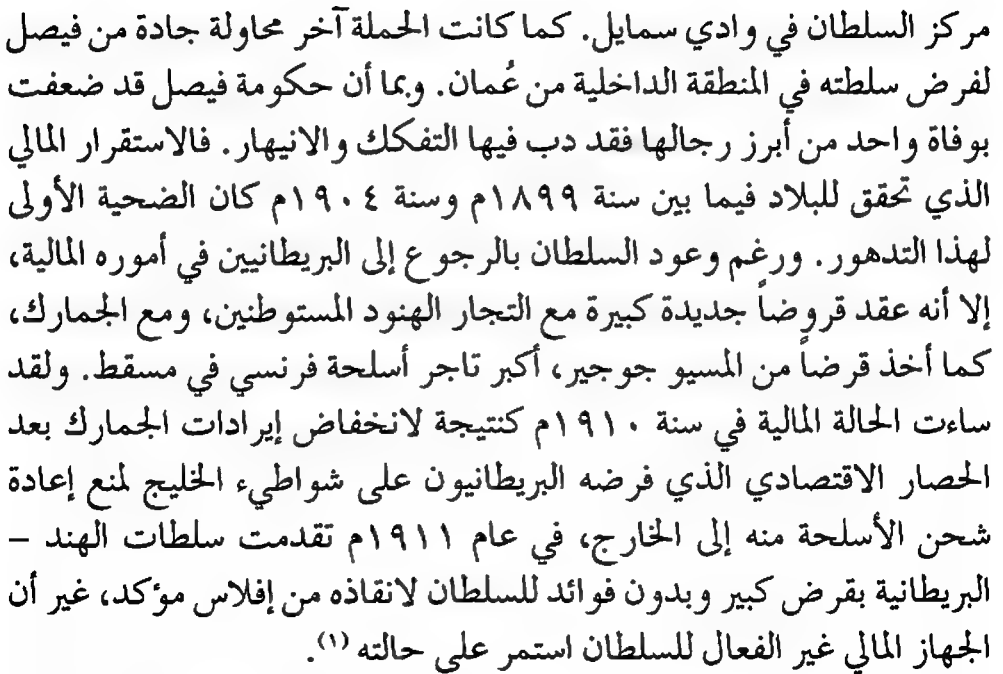 مركز السلطان في وادي سمايل. كما كانت الحملة آخر محاولة جادة من فيصل
لفرض سلطته في المنطقة الداخلية من عُمان. وبما أن حكومة فيصل قد ضعفت
بوفاة واحد من أبرز رجالها فقد دب فيها التفكك والانهيار. فالاستقرار المالي
الذي تحقق للبلاد فيما بين سنة ١٨٩٩م وسنة ١٩٠٤م كان الضحية الأولى
لهذا التدهور. ورغم وعود السلطان بالرجوع إلى البريطانيين في أموره المالية،
إلا أنه عقد قروضاً جديدة كبيرة مع التجار الهنود المستوطنين، ومع الجمارك،
كما أخذ قرضاً من المسيو جوجير، أكبر تاجر أسلحة فرنسي في مسقط. ولقد
ساءت الحالة المالية في سنة ١٩١٠م كنتيجة لانخفاض إيرادات الجمارك بعد
الحصار الاقتصادي الذي فرضه البريطانيون على شواطيء الخليج لمنع إعادة
شحن الأسلحة منه إلى الخارج، في عام ١٩١١م تقدمت سلطات الهند –
البريطانية بقرض كبير وبدون فوائد للسلطان لانقاذه من إفلاس مؤكد، غير أن
الجهاز المالي غير الفعال للسلطان استمر على حالته (١).